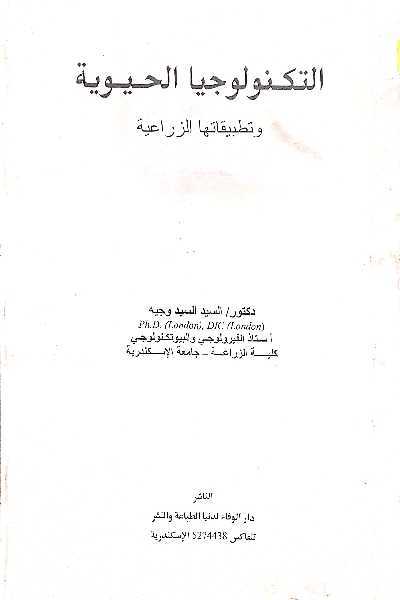 التكنولوجيا الحيوية
وتطبيقاتها الزراعية
دكتور/ السيد السيد وجيه
Ph.D. (London), DIC (London)
أستاذ الفيرولوجي والبيوتكنولوجي
كلية الزراعة - جامعة الإسكندرية
الناشر
دار الوفاء لدنيا الطباعة والنشر
تليفاكس 5274438 الإسكندرية